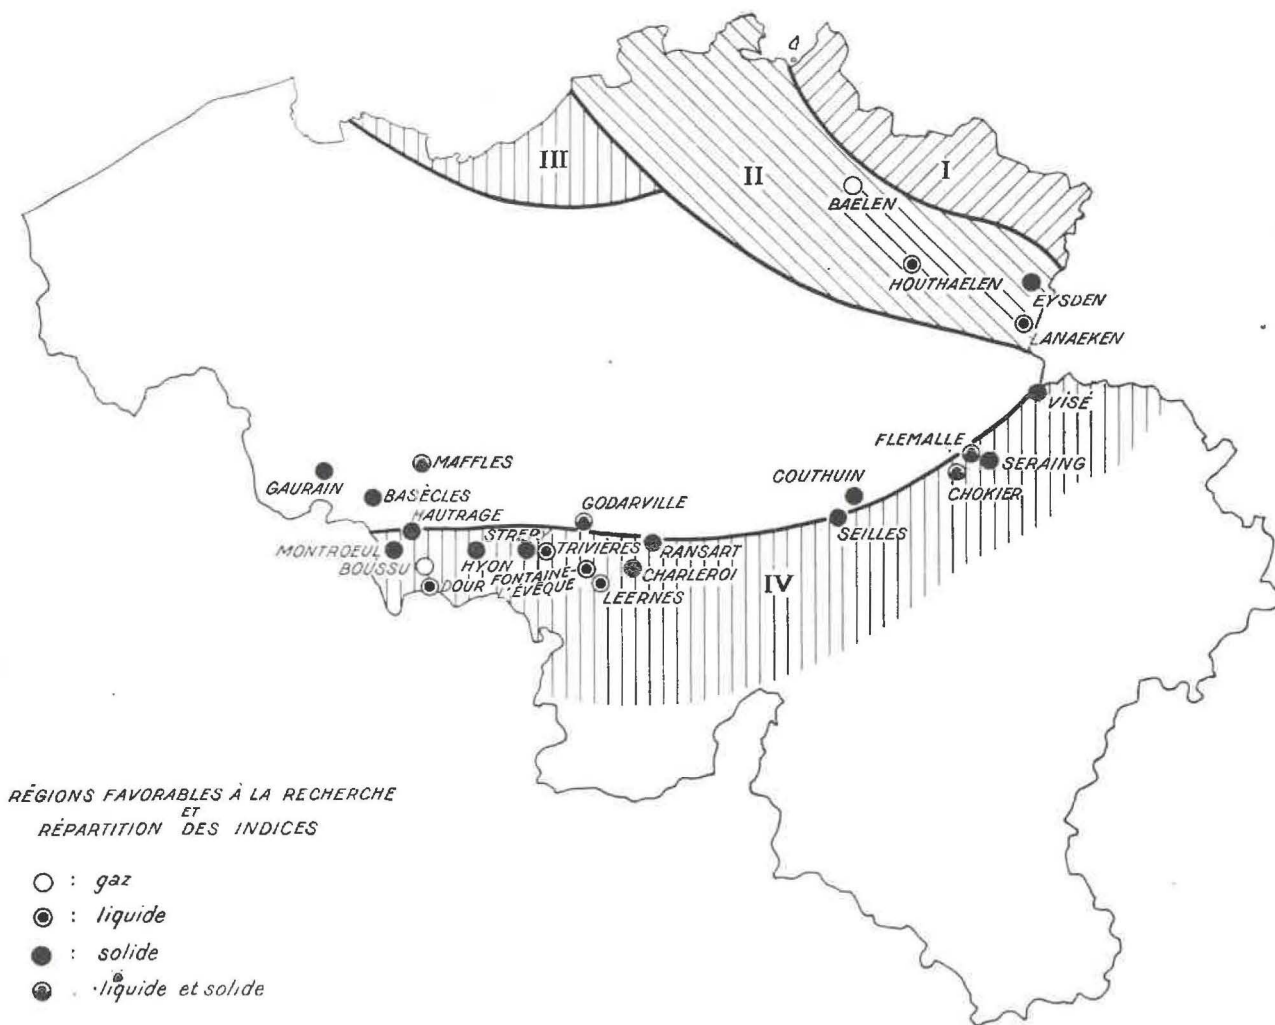 III
II
I
BAELEN
HOUTHAELEN
EYSDEN
LANAEKEN
VISÉ
FLEMALLE
SERAING
CHOKIER
COUTHUIN
SEILLES
MAFFLES
GAURAIN
BASÈCLES
HAUTRAGE
GODARVILLE
STREPY
TRIVIÈRES
RANSART
MONTROEUL
BOUSSU
HYON
CHARLEROI
DOUR
FONTAINE-
L'ÉVÈQUE
LEERNES
IV
RÉGIONS FAVORABLES À LA RECHERCHE
ET
RÉPARTITION DES INDICES
: gaz
: liquide
: solide
liquide et solide